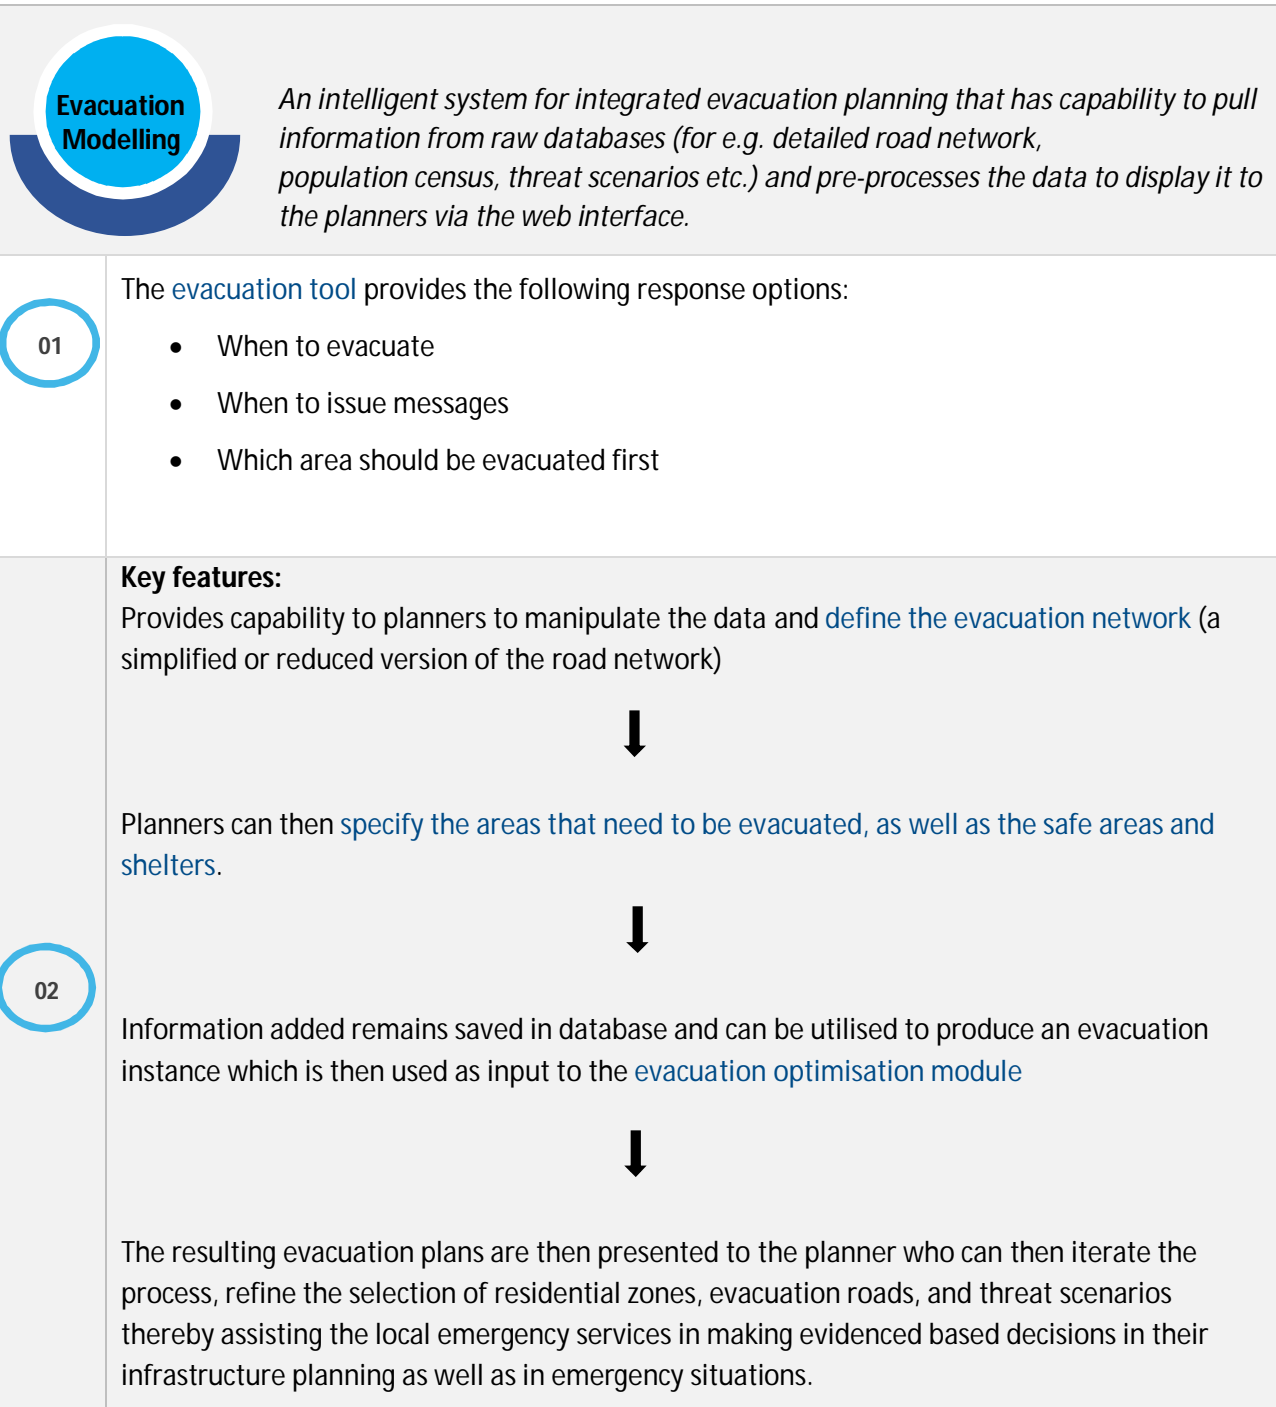 Evacuation
Modelling
An intelligent system for integrated evacuation planning that has capability to pull
information from raw databases (for e.g. detailed road network,
population census, threat scenarios etc.) and pre-processes the data to display it to
the planners via the web interface.
01
The evacuation tool provides the following response options:
• When to evacuate
• When to issue messages
• Which area should be evacuated first
Key features:
Provides capability to planners to manipulate the data and define the evacuation network (a
simplified or reduced version of the road network)
Planners can then specify the areas that need to be evacuated, as well as the safe areas and
shelters.
02
Information added remains saved in database and can be utilised to produce an evacuation
instance which is then used as input to the evacuation optimisation module
The resulting evacuation plans are then presented to the planner who can then iterate the
process, refine the selection of residential zones, evacuation roads, and threat scenarios
thereby assisting the local emergency services in making evidenced based decisions in their
infrastructure planning as well as in emergency situations.